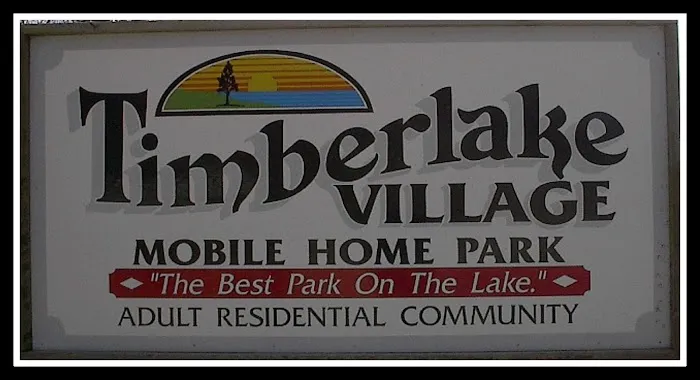 Timberlake
VILLAGE
MOBILE HOME PARK
"The Best Park On The Lake."
ADULT RESIDENTIAL COMMUNITY